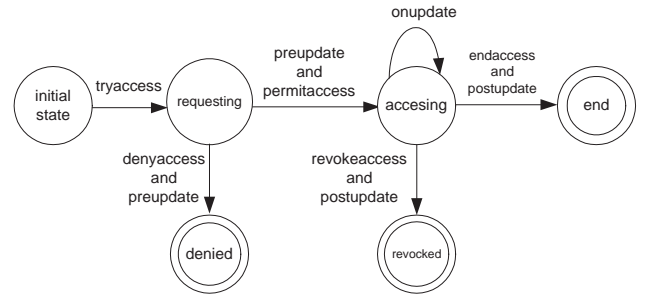 onupdate
initial
state
tryaccess
requesting
preupdate
and
permitaccess
accesing
endaccess
and
postupdate
end
denyaccess
and
preupdate
revokeaccess
and
postupdate
denied
revocked